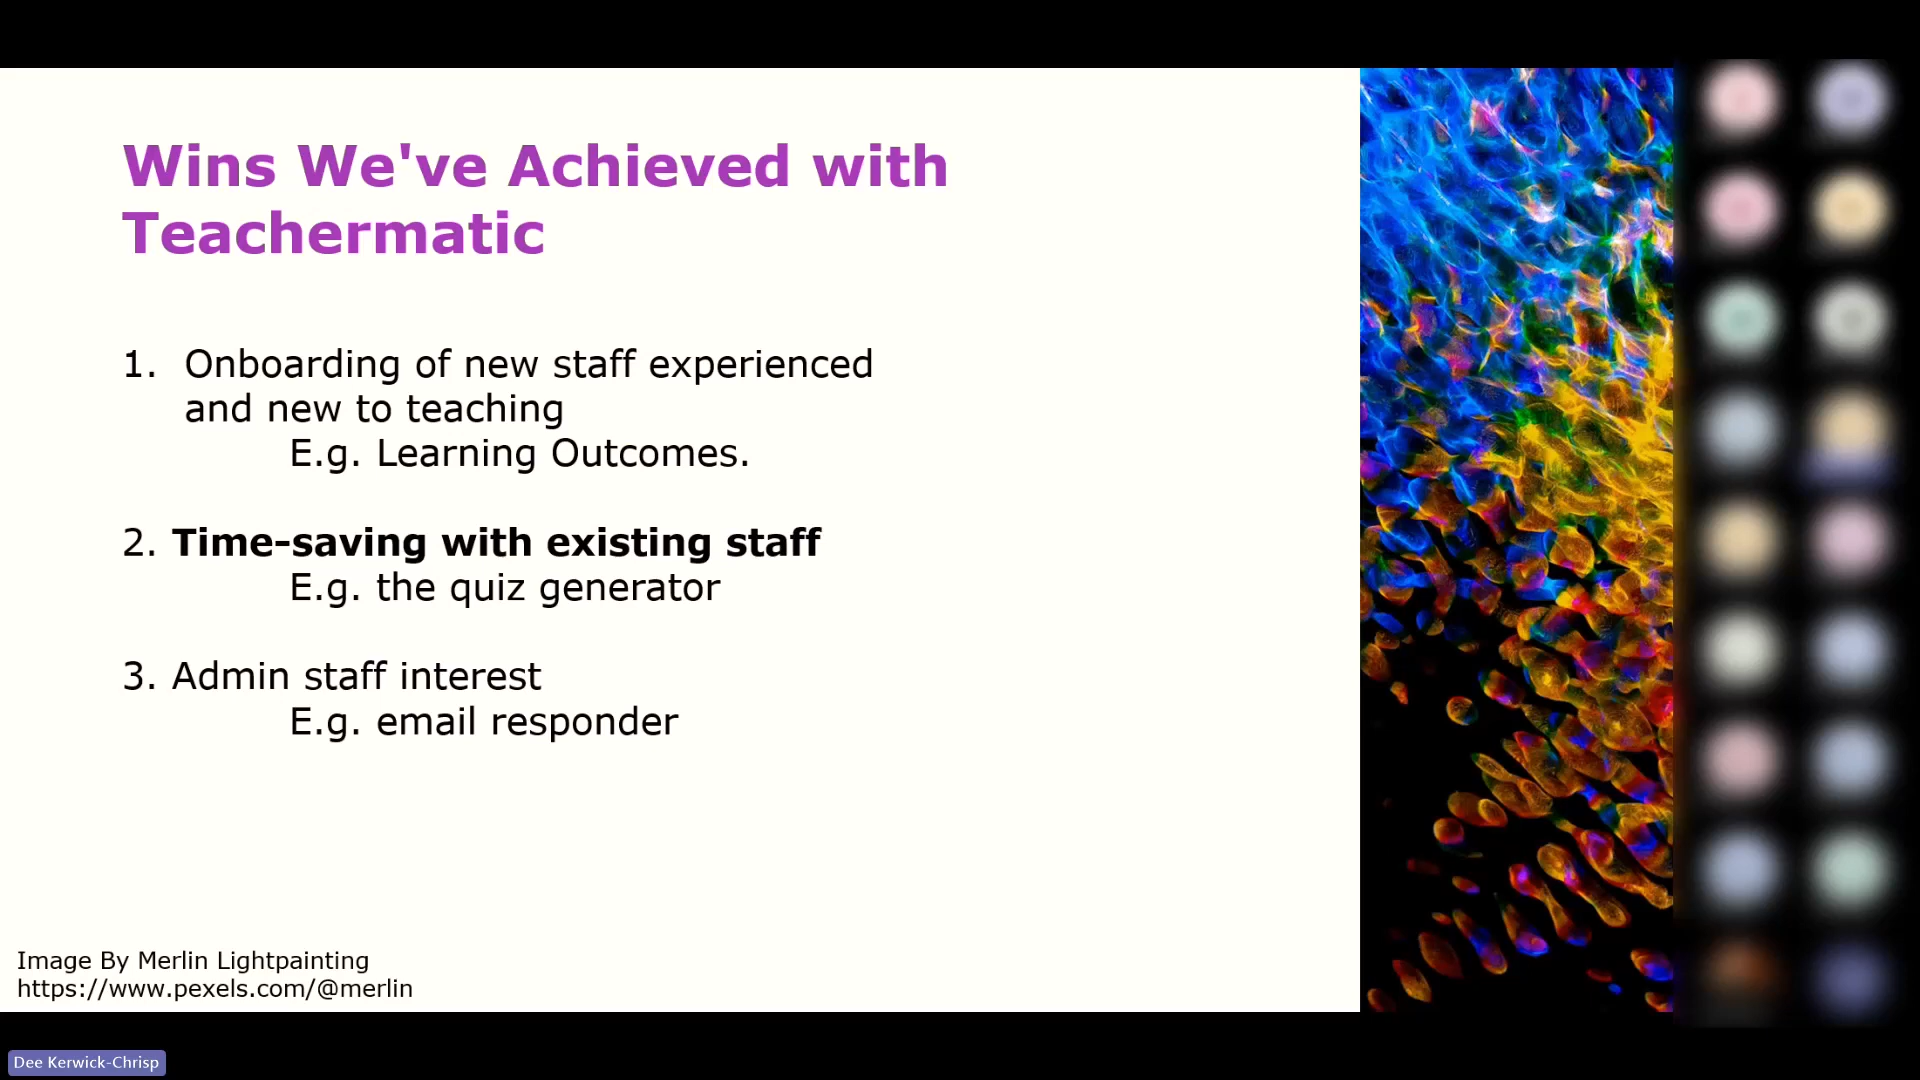 Wins We've Achieved with
Teachermatic
1. Onboarding of new staff experienced
and new to teaching
E.g. Learning Outcomes.
2. Time-saving with existing staff
E.g. the quiz generator
3. Admin staff interest
E.g. email responder
Image By Merlin Lightpainting
https://www.pexels.com/@merlin
Dee Kerwick-Chrisp